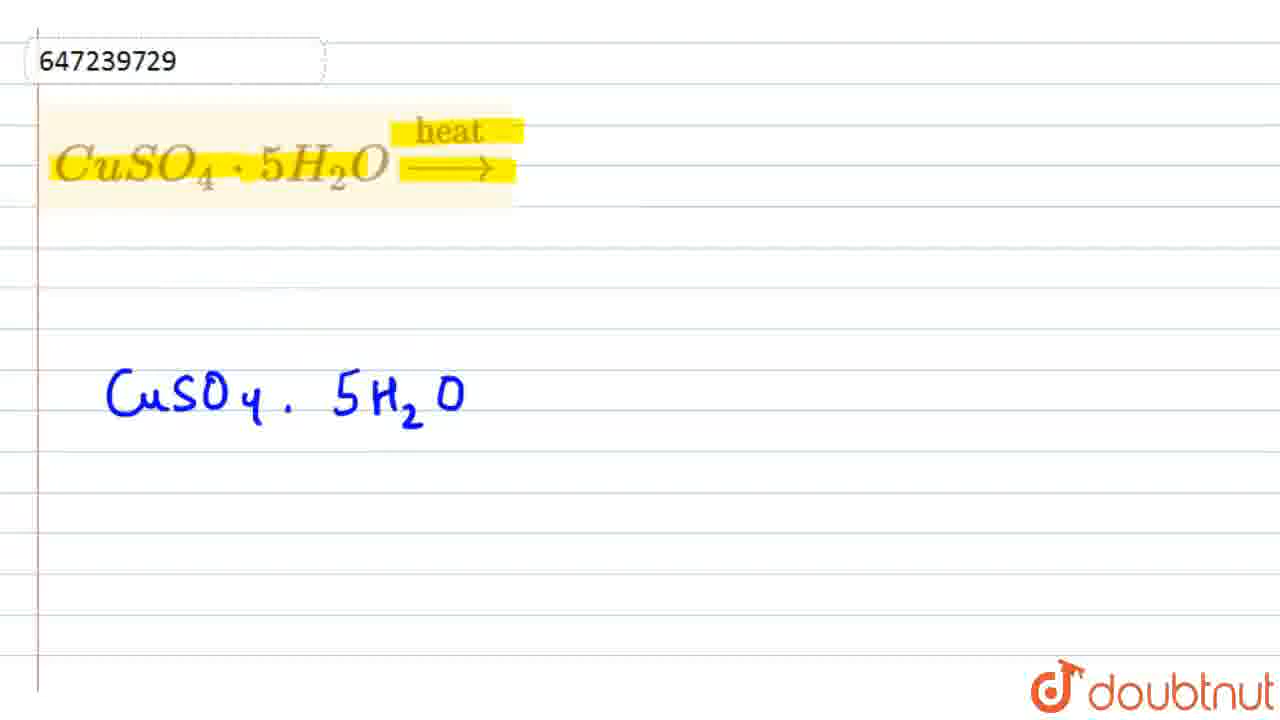 647239729
CuSO₄ · 5H₂O heat →
CuSO₄ . 5H₂O
doubtnut